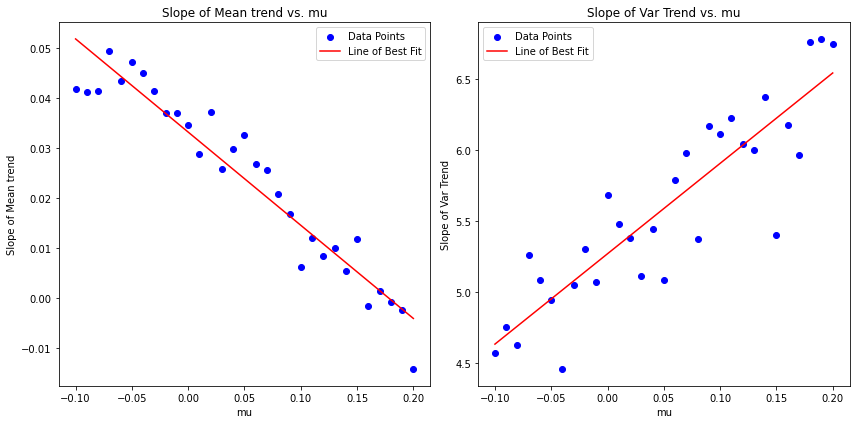 Slope of Mean trend vs. mu
Data Points
Line of Best Fit
0.05
0.04
0.03
0.02
0.01
0.00
−0.01
Slope of Mean trend
−0.10
−0.05
0.00
0.05
0.10
0.15
0.20
mu
Slope of Var Trend vs. mu
Data Points
Line of Best Fit
6.5
6.0
5.5
5.0
4.5
Slope of Var Trend
−0.10
−0.05
0.00
0.05
0.10
0.15
0.20
mu